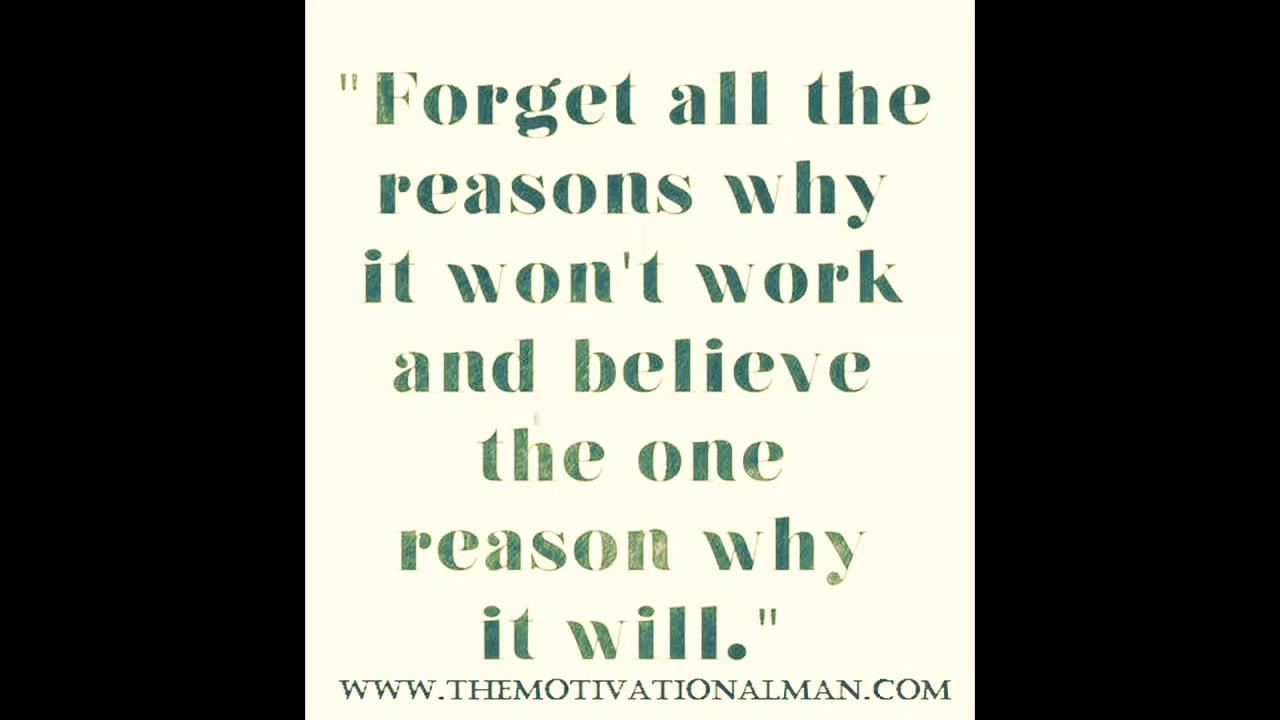 "Forget all the
reasons why
it won't work
and believe
the one
reason why
it will."
WWW.THEMOTIVATIONALMAN.COM